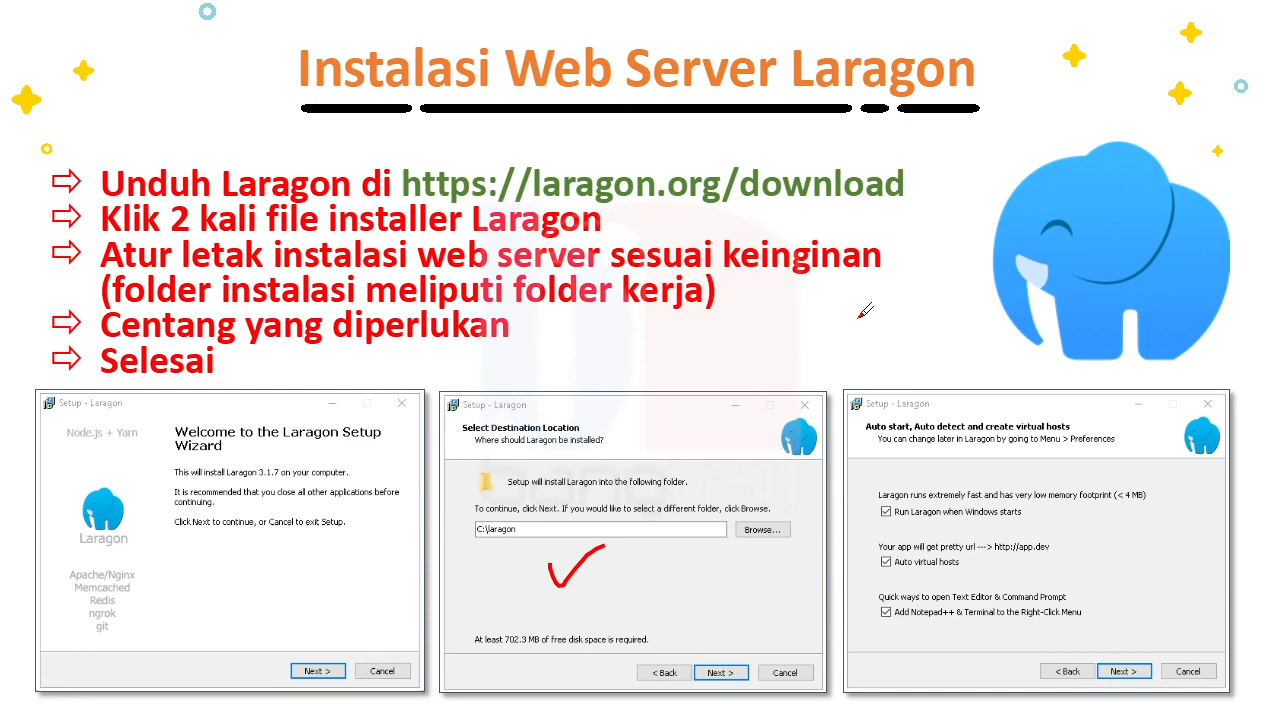 Instalasi Web Server Laragon
Unduh Laragon di https://laragon.org/download
Klik 2 kali file installer Laragon
Atur letak instalasi web server sesuai keinginan
(folder instalasi meliputi folder kerja)
Centang yang diperlukan
Selesai
Setup - Laragon
Node.js + Yarn
Laragon
Apache/Nginx
Memcached
Redis
ngrok
git
Welcome to the Laragon Setup
Wizard
This will install Laragon 3.1.7 on your computer.
It is recommended that you close all other applications before
continuing.
Click Next to continue, or Cancel to exit Setup.
Next >
Cancel
Setup - Laragon
Select Destination Location
Where should Laragon be installed?
Setup will install Laragon into the following folder.
To continue, click Next. If you would like to select a different folder, click Browse.
C:\laragon
Browse...
At least 702.3 MB of free disk space is required.
< Back
Next >
Cancel
Setup - Laragon
Auto start, Auto detect and create virtual hosts
You can change later in Laragon by going to Menu > Preferences
Laragon runs extremely fast and has very low memory footprint (< 4 MB)
Run Laragon when Windows starts
Your app will get pretty url ---> http://app.dev
Auto virtual hosts
Quick ways to open Text Editor & Command Prompt
Add Notepad++ & Terminal to the Right-Click Menu
< Back
Next >
Cancel